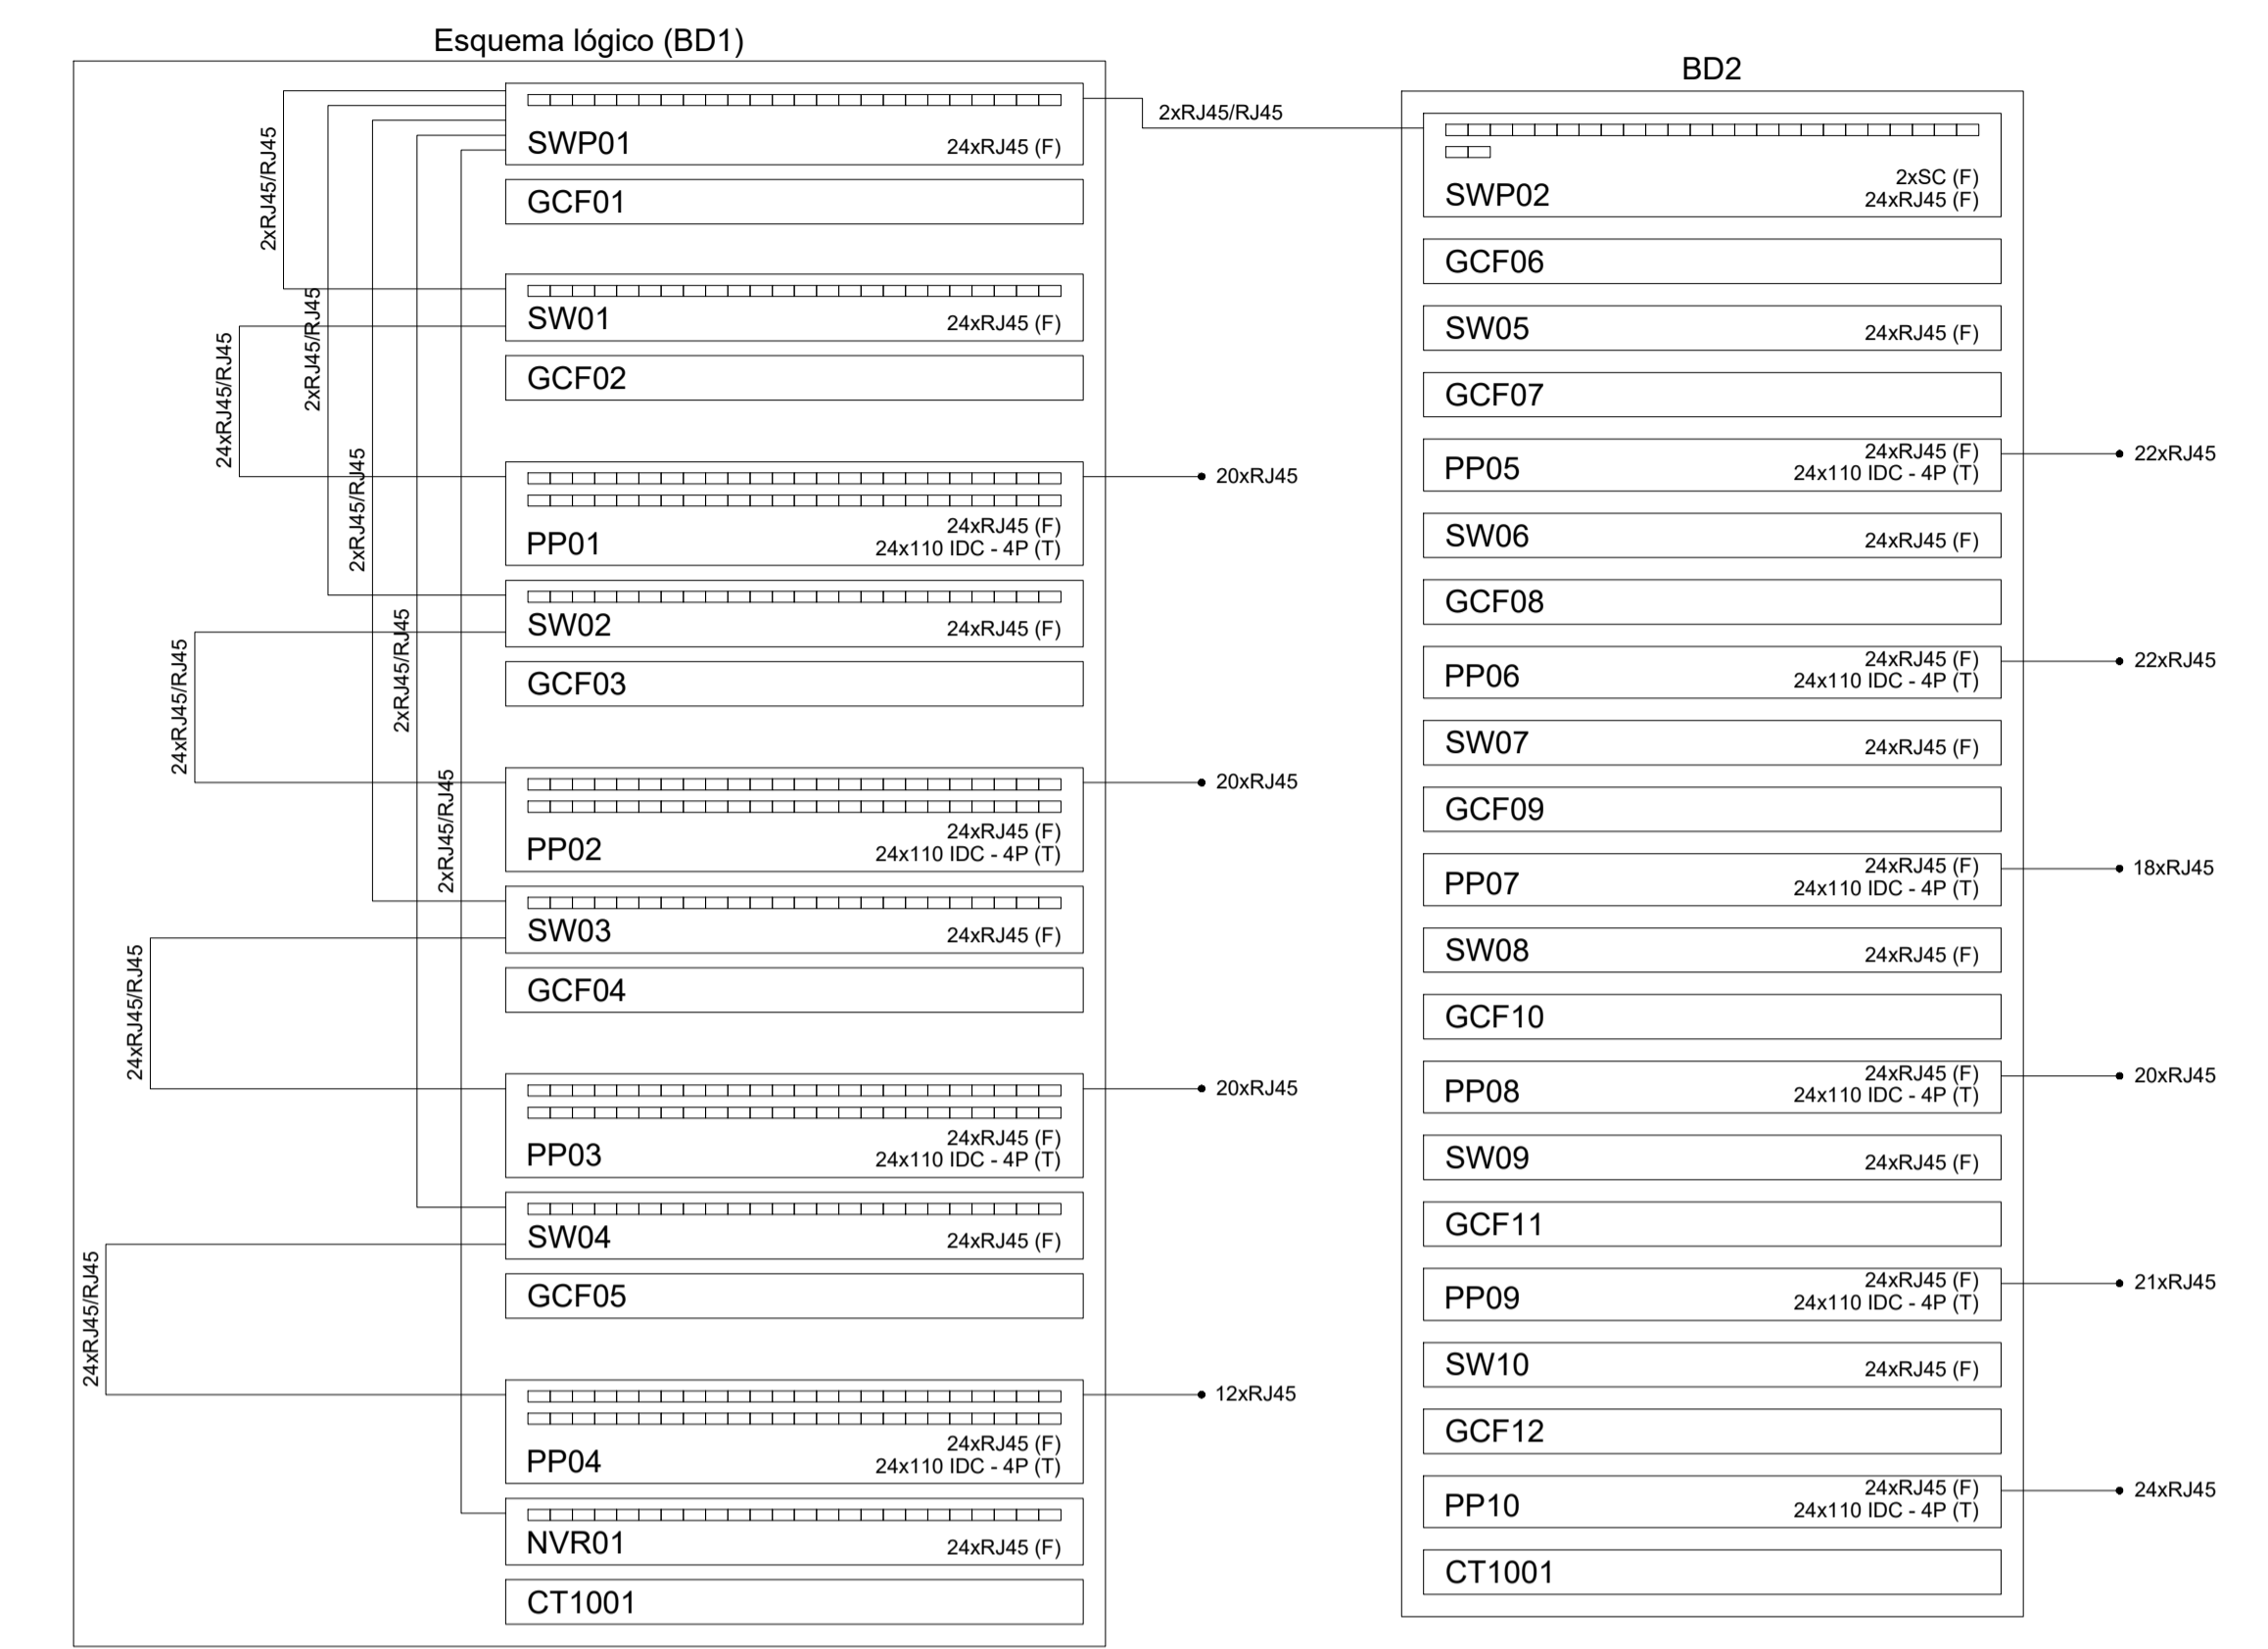 Esquema lógico (BD1)
2xRJ45/RJ45
2xRJ45/RJ45
2xRJ45/RJ45
2xRJ45/RJ45
2xRJ45/RJ45
24xRJ45/RJ45
24xRJ45/RJ45
24xRJ45/RJ45
24xRJ45/RJ45
SWP01 24xRJ45 (F)
GCF01
SW01 24xRJ45 (F)
GCF02
24xRJ45 (F)
PP01 24x110 IDC - 4P (T)
20xRJ45
SW02 24xRJ45 (F)
GCF03
24xRJ45 (F)
PP02 24x110 IDC - 4P (T)
20xRJ45
SW03 24xRJ45 (F)
GCF04
24xRJ45 (F)
PP03 24x110 IDC - 4P (T)
20xRJ45
SW04 24xRJ45 (F)
GCF05
24xRJ45 (F)
PP04 24x110 IDC - 4P (T)
12xRJ45
NVR01 24xRJ45 (F)
CT1001
2xRJ45/RJ45
BD2
2xSC (F)
SWP02 24xRJ45 (F)
GCF06
SW05 24xRJ45 (F)
GCF07
24xRJ45 (F)
PP05 24x110 IDC - 4P (T)
22xRJ45
SW06 24xRJ45 (F)
GCF08
24xRJ45 (F)
PP06 24x110 IDC - 4P (T)
22xRJ45
SW07 24xRJ45 (F)
GCF09
24xRJ45 (F)
PP07 24x110 IDC - 4P (T)
18xRJ45
SW08 24xRJ45 (F)
GCF10
24xRJ45 (F)
PP08 24x110 IDC - 4P (T)
20xRJ45
SW09 24xRJ45 (F)
GCF11
24xRJ45 (F)
PP09 24x110 IDC - 4P (T)
21xRJ45
SW10 24xRJ45 (F)
GCF12
24xRJ45 (F)
PP10 24x110 IDC - 4P (T)
24xRJ45
CT1001